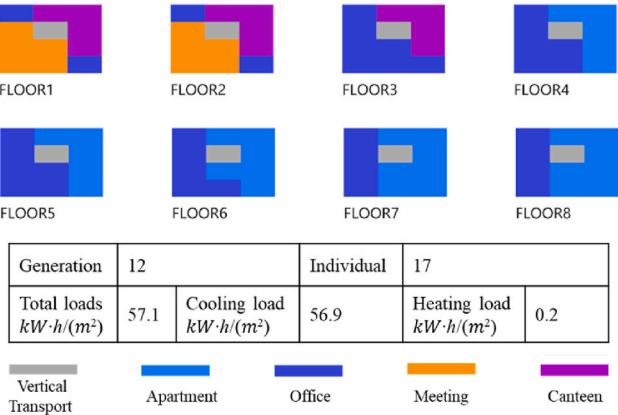 FLOOR1 FLOOR2 FLOOR3 FLOOR4
FLOOR5 FLOOR6 FLOOR7 FLOOR8
Generation 12 Individual 17
Total loads kW·h/(m²) 57.1 Cooling load kW·h/(m²) 56.9 Heating load kW·h/(m²) 0.2
Vertical Transport Apartment Office Meeting Canteen